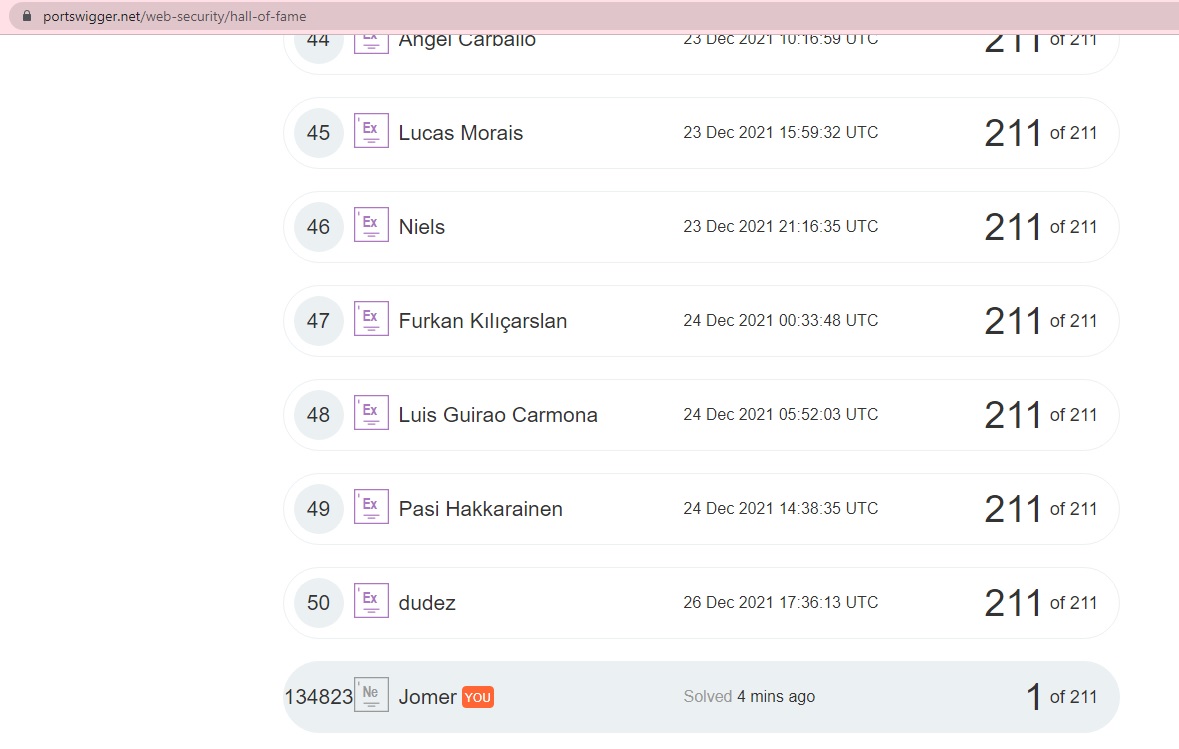 portswigger.net/web-security/hall-of-fame
44 Ex Angel Carballo 23 Dec 2021 10:16:59 UTC 211 of 211
45 Ex Lucas Morais 23 Dec 2021 15:59:32 UTC 211 of 211
46 Ex Niels 23 Dec 2021 21:16:35 UTC 211 of 211
47 Ex Furkan Kılıçarslan 24 Dec 2021 00:33:48 UTC 211 of 211
48 Ex Luis Guirao Carmona 24 Dec 2021 05:52:03 UTC 211 of 211
49 Ex Pasi Hakkarainen 24 Dec 2021 14:38:35 UTC 211 of 211
50 Ex dudez 26 Dec 2021 17:36:13 UTC 211 of 211
134823 Ne Jomer YOU Solved 4 mins ago 1 of 211